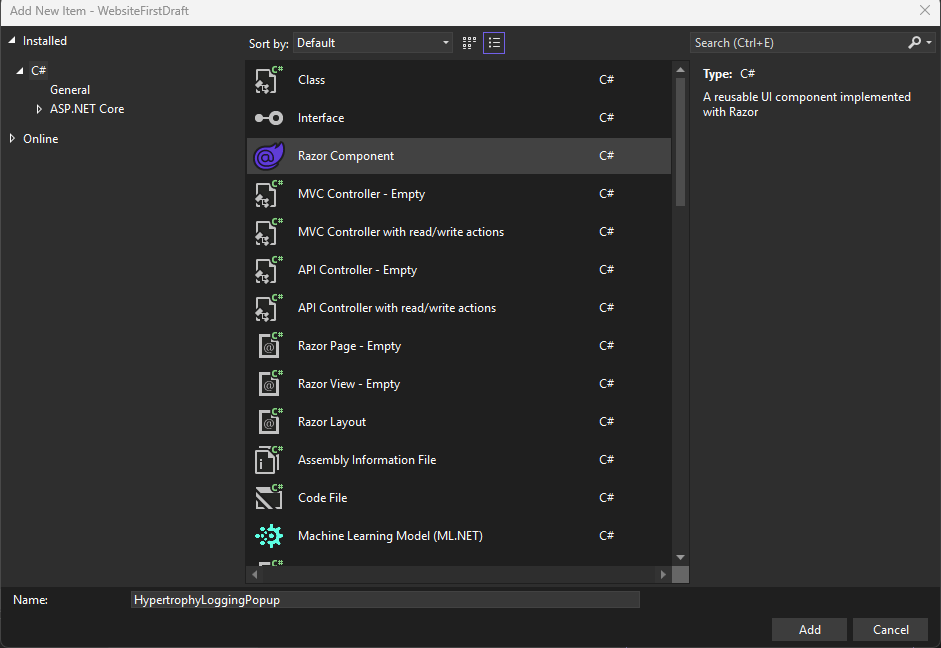 Add New Item - WebsiteFirstDraft
Installed
C#
General
ASP.NET Core
Online
Sort by: Default
Search (Ctrl+E)
Class C#
Interface C#
Razor Component C#
MVC Controller - Empty C#
MVC Controller with read/write actions C#
API Controller - Empty C#
API Controller with read/write actions C#
Razor Page - Empty C#
Razor View - Empty C#
Razor Layout C#
Assembly Information File C#
Code File C#
Machine Learning Model (ML.NET) C#
Type: C#
A reusable UI component implemented
with Razor
Name: HypertrophyLoggingPopup
Add Cancel